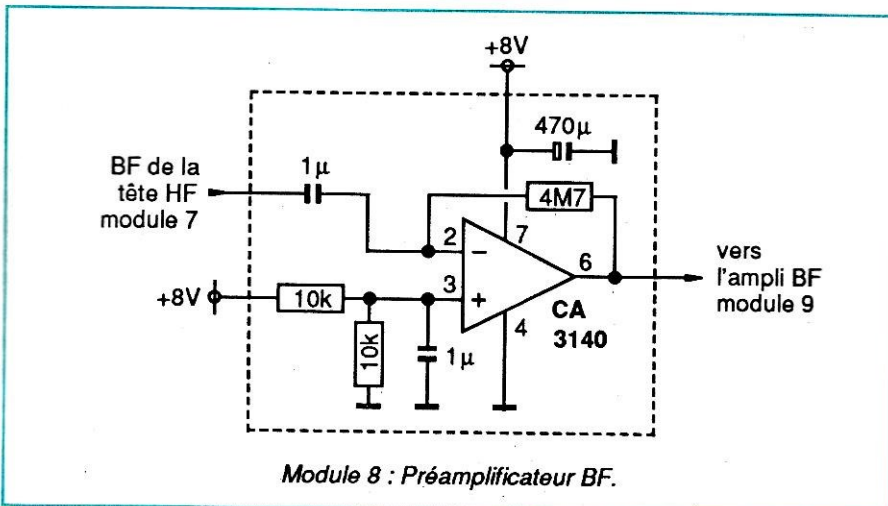 +8V
470µ
BF de la
tête HF
module 7
1µ
4M7
2
7
6
vers
l'ampli BF
module 9
3
+8V
10k
10k
1µ
CA
3140
4
Module 8 : Préamplificateur BF.